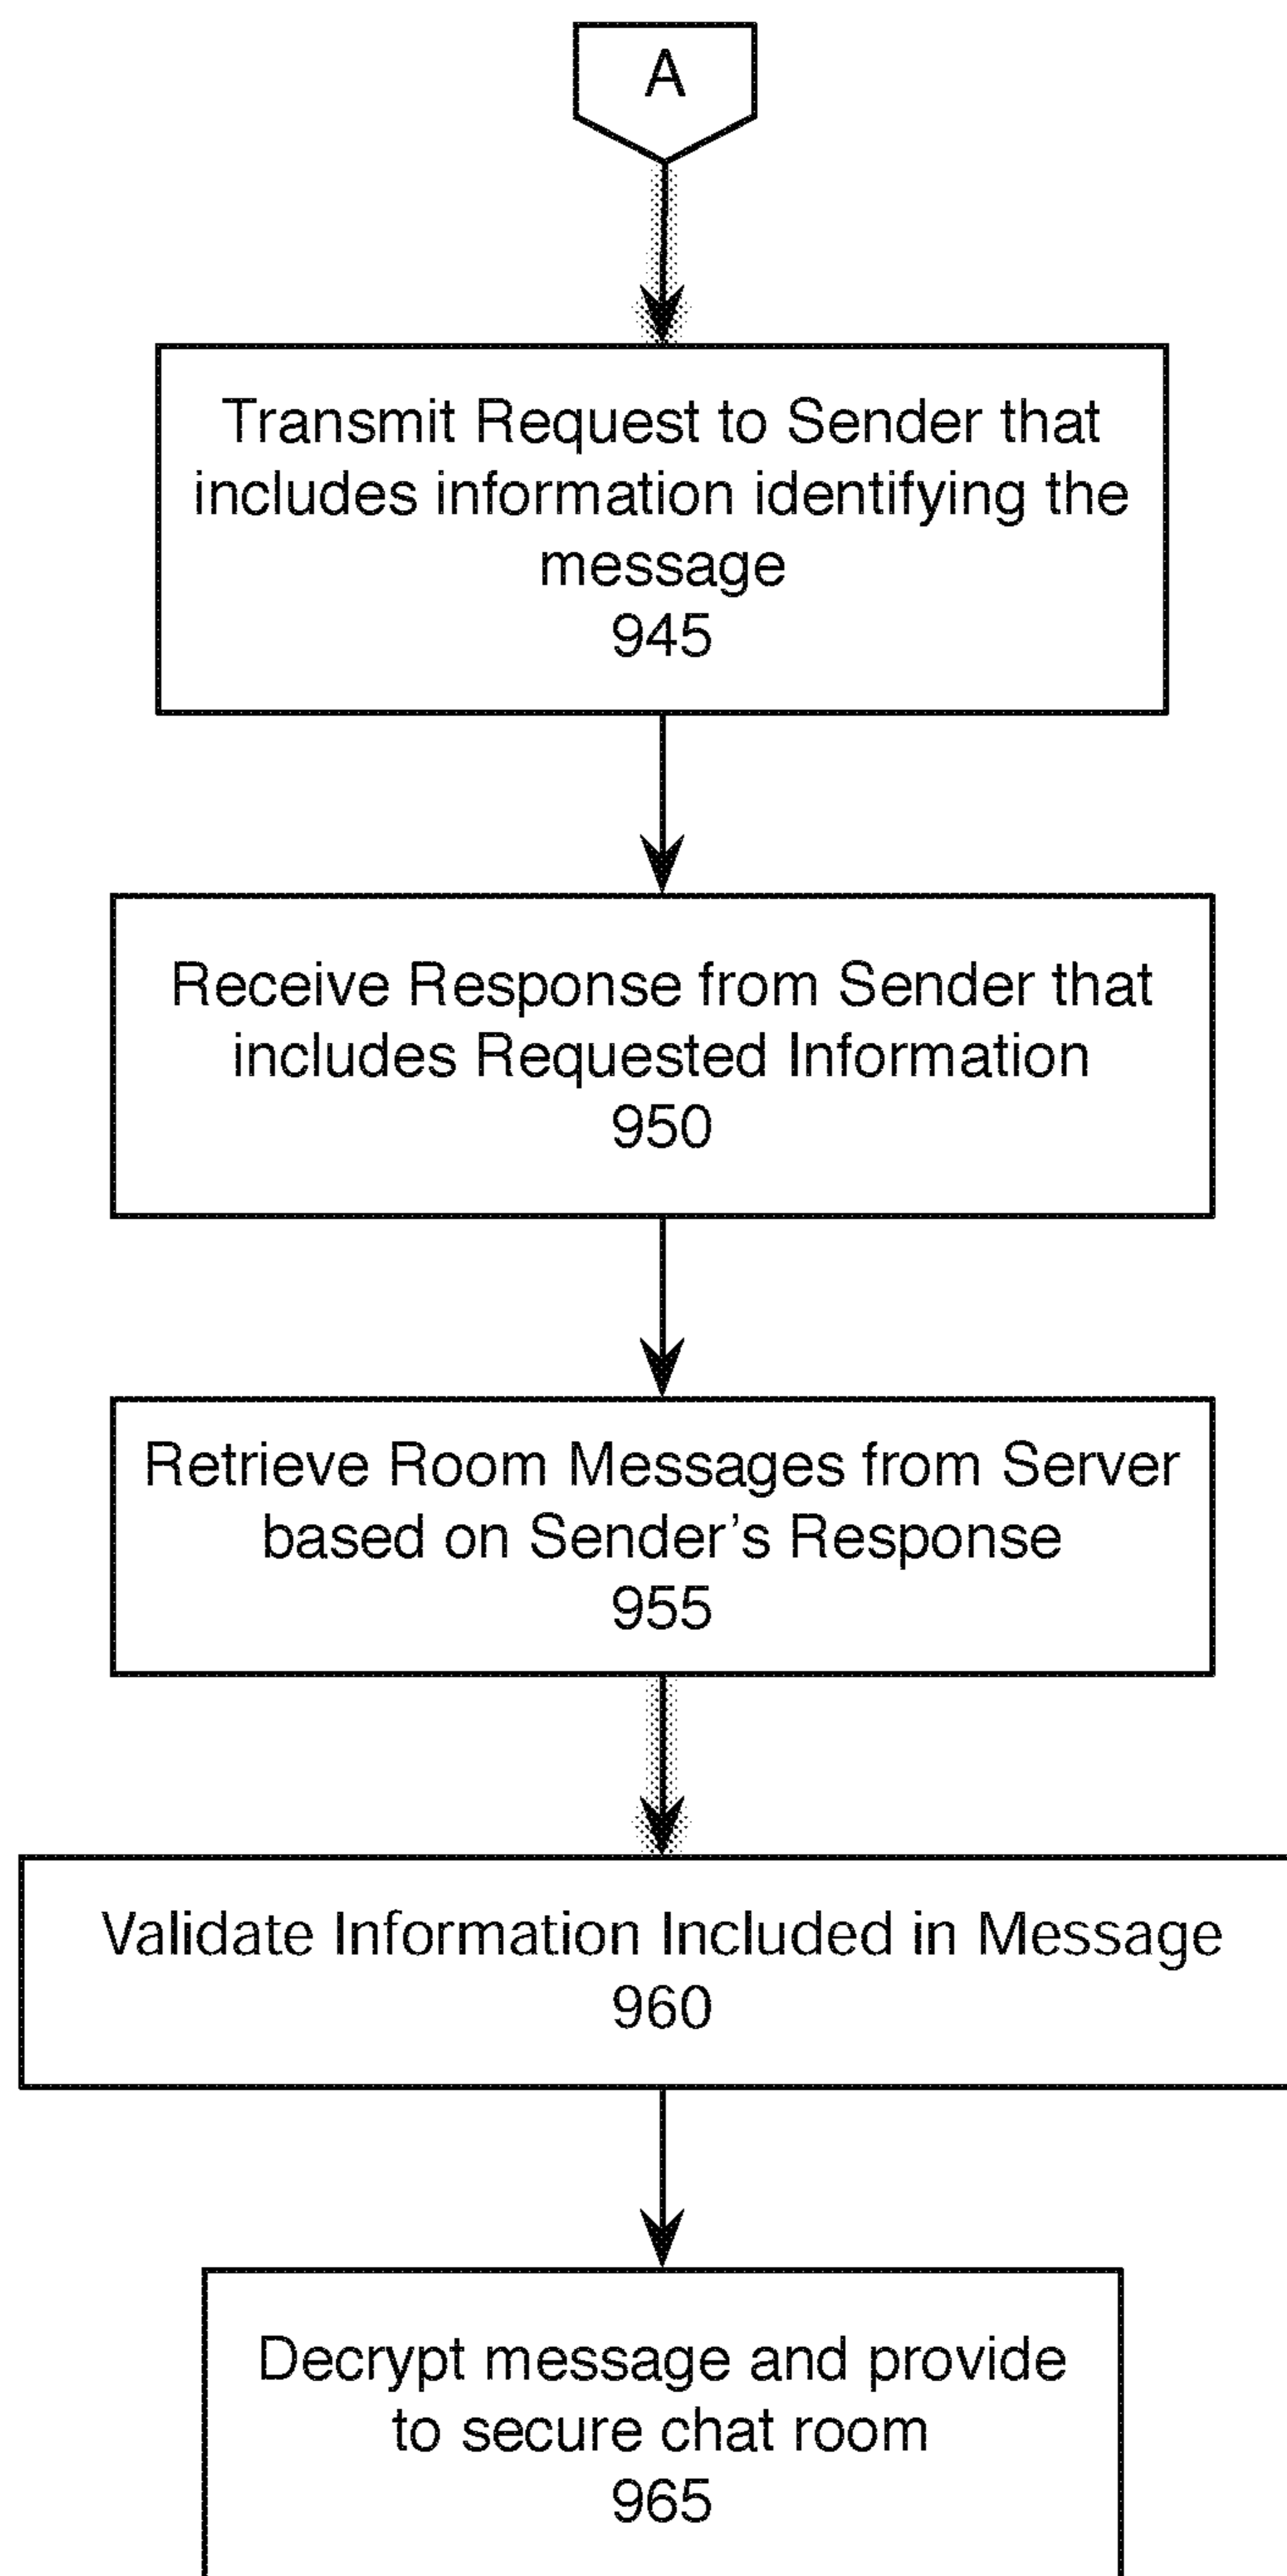 A
Transmit Request to Sender that
includes information identifying the
message
945
Receive Response from Sender that
includes Requested Information
950
Retrieve Room Messages from Server
based on Sender’s Response
955
Validate Information Included in Message
960
Decrypt message and provide
to secure chat room
965